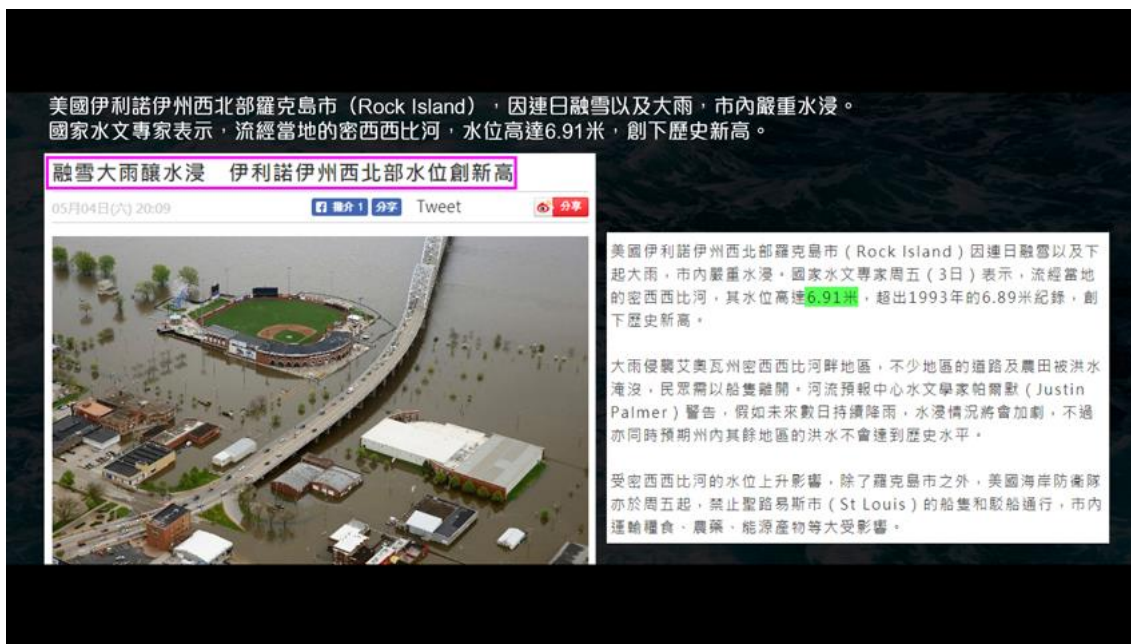 美國伊利諾伊州西北部羅克島市（Rock Island），因連日融雪以及大雨，市內嚴重水浸。
國家水文專家表示，流經當地的密西西比河，水位高達6.91米，創下歷史新高。
融雪大雨釀水浸　伊利諾伊州西北部水位創新高
05月04日(六) 20:09
推介 1
分享
Tweet
分享
美國伊利諾伊州西北部羅克島市（Rock Island）因連日融雪以及下
起大雨，市內嚴重水浸。國家水文專家周五（3日）表示，流經當地
的密西西比河，其水位高達6.91米，超出1993年的6.89米紀錄，創
下歷史新高。
大雨侵襲艾奧瓦州密西西比河畔地區，不少地區的道路及農田被洪水
淹沒，民眾需以船隻離開。河流預報中心水文學家帕爾默（Justin
Palmer）警告，假如未來數日持續降雨，水浸情況將會加劇，不過
亦同時預期州內其餘地區的洪水不會達到歷史水平。
受密西西比河的水位上升影響，除了羅克島市之外，美國海岸防衛隊
亦於周五起，禁止聖路易斯市（St Louis）的船隻和駁船通行，市內
運輸糧食、農藥、能源產物等大受影響。